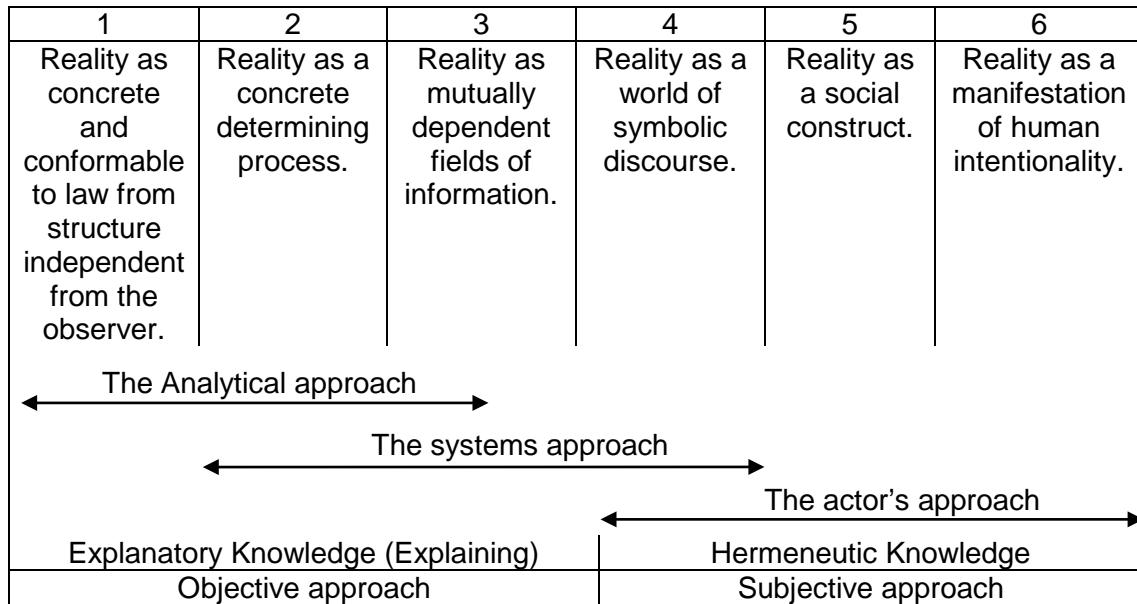 1 2 3 4 5 6
Reality as concrete and conformable to law from structure independent from the observer.
Reality as a concrete determining process.
Reality as mutually dependent fields of information.
Reality as a world of symbolic discourse.
Reality as a social construct.
Reality as a manifestation of human intentionality.
The Analytical approach
The systems approach
The actor's approach
Explanatory Knowledge (Explaining) Hermeneutic Knowledge
Objective approach Subjective approach